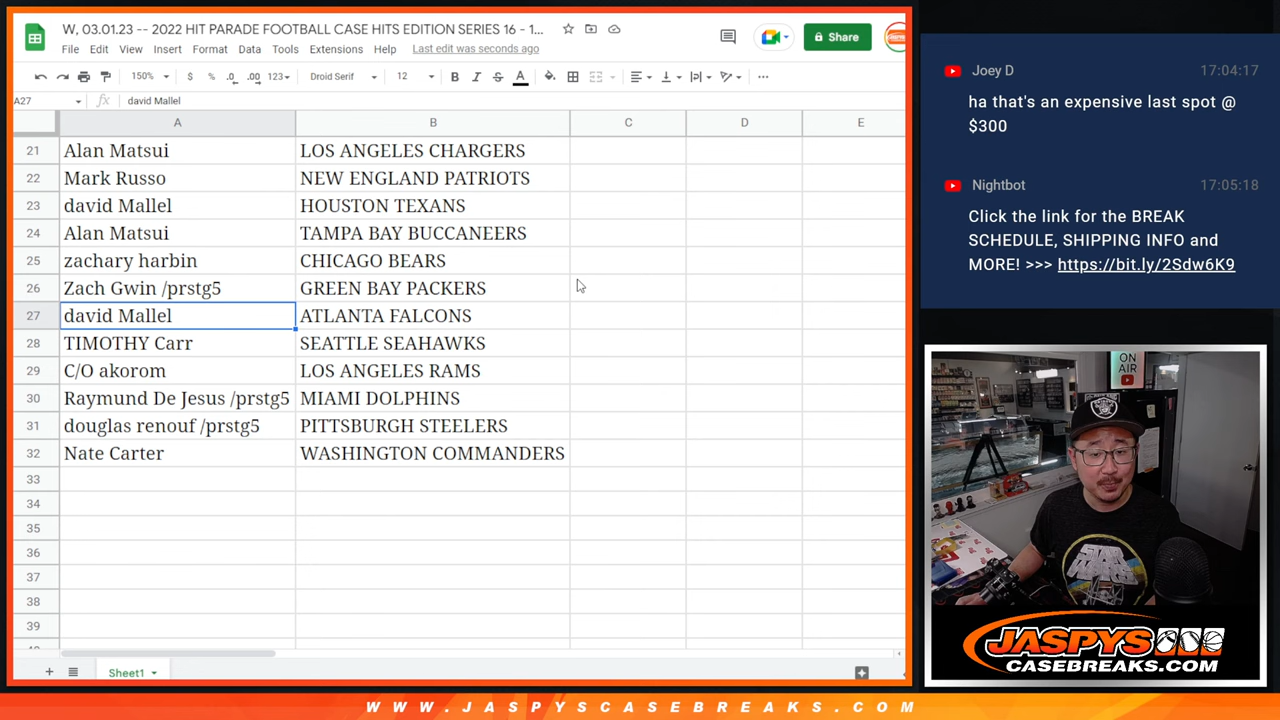 W, 03.01.23 -- 2022 HIT PARADE FOOTBALL CASE HITS EDITION SERIES 16 - 1...
File Edit View Insert Format Data Tools Extensions Help Last edit was seconds ago
Share
150% $ % .0 .00 123 Droid Serif 12 B I S A
A27 fx david Mallel
A B C D E
21 Alan Matsui LOS ANGELES CHARGERS
22 Mark Russo NEW ENGLAND PATRIOTS
23 david Mallel HOUSTON TEXANS
24 Alan Matsui TAMPA BAY BUCCANEERS
25 zachary harbin CHICAGO BEARS
26 Zach Gwin /prstg5 GREEN BAY PACKERS
27 david Mallel ATLANTA FALCONS
28 TIMOTHY Carr SEATTLE SEAHAWKS
29 C/O akorom LOS ANGELES RAMS
30 Raymund De Jesus /prstg5 MIAMI DOLPHINS
31 douglas renouf /prstg5 PITTSBURGH STEELERS
32 Nate Carter WASHINGTON COMMANDERS
33
34
35
36
37
38
39
Sheet1
Joey D 17:04:17
ha that's an expensive last spot @
$300
Nightbot 17:05:18
Click the link for the BREAK
SCHEDULE, SHIPPING INFO and
MORE! >>> https://bit.ly/2Sdw6K9
ON
AIR
RAIDERS
STAR
WARS
JASPYS
CASEBREAKS.COM
WWW.JASPYSCASEBREAKS.COM